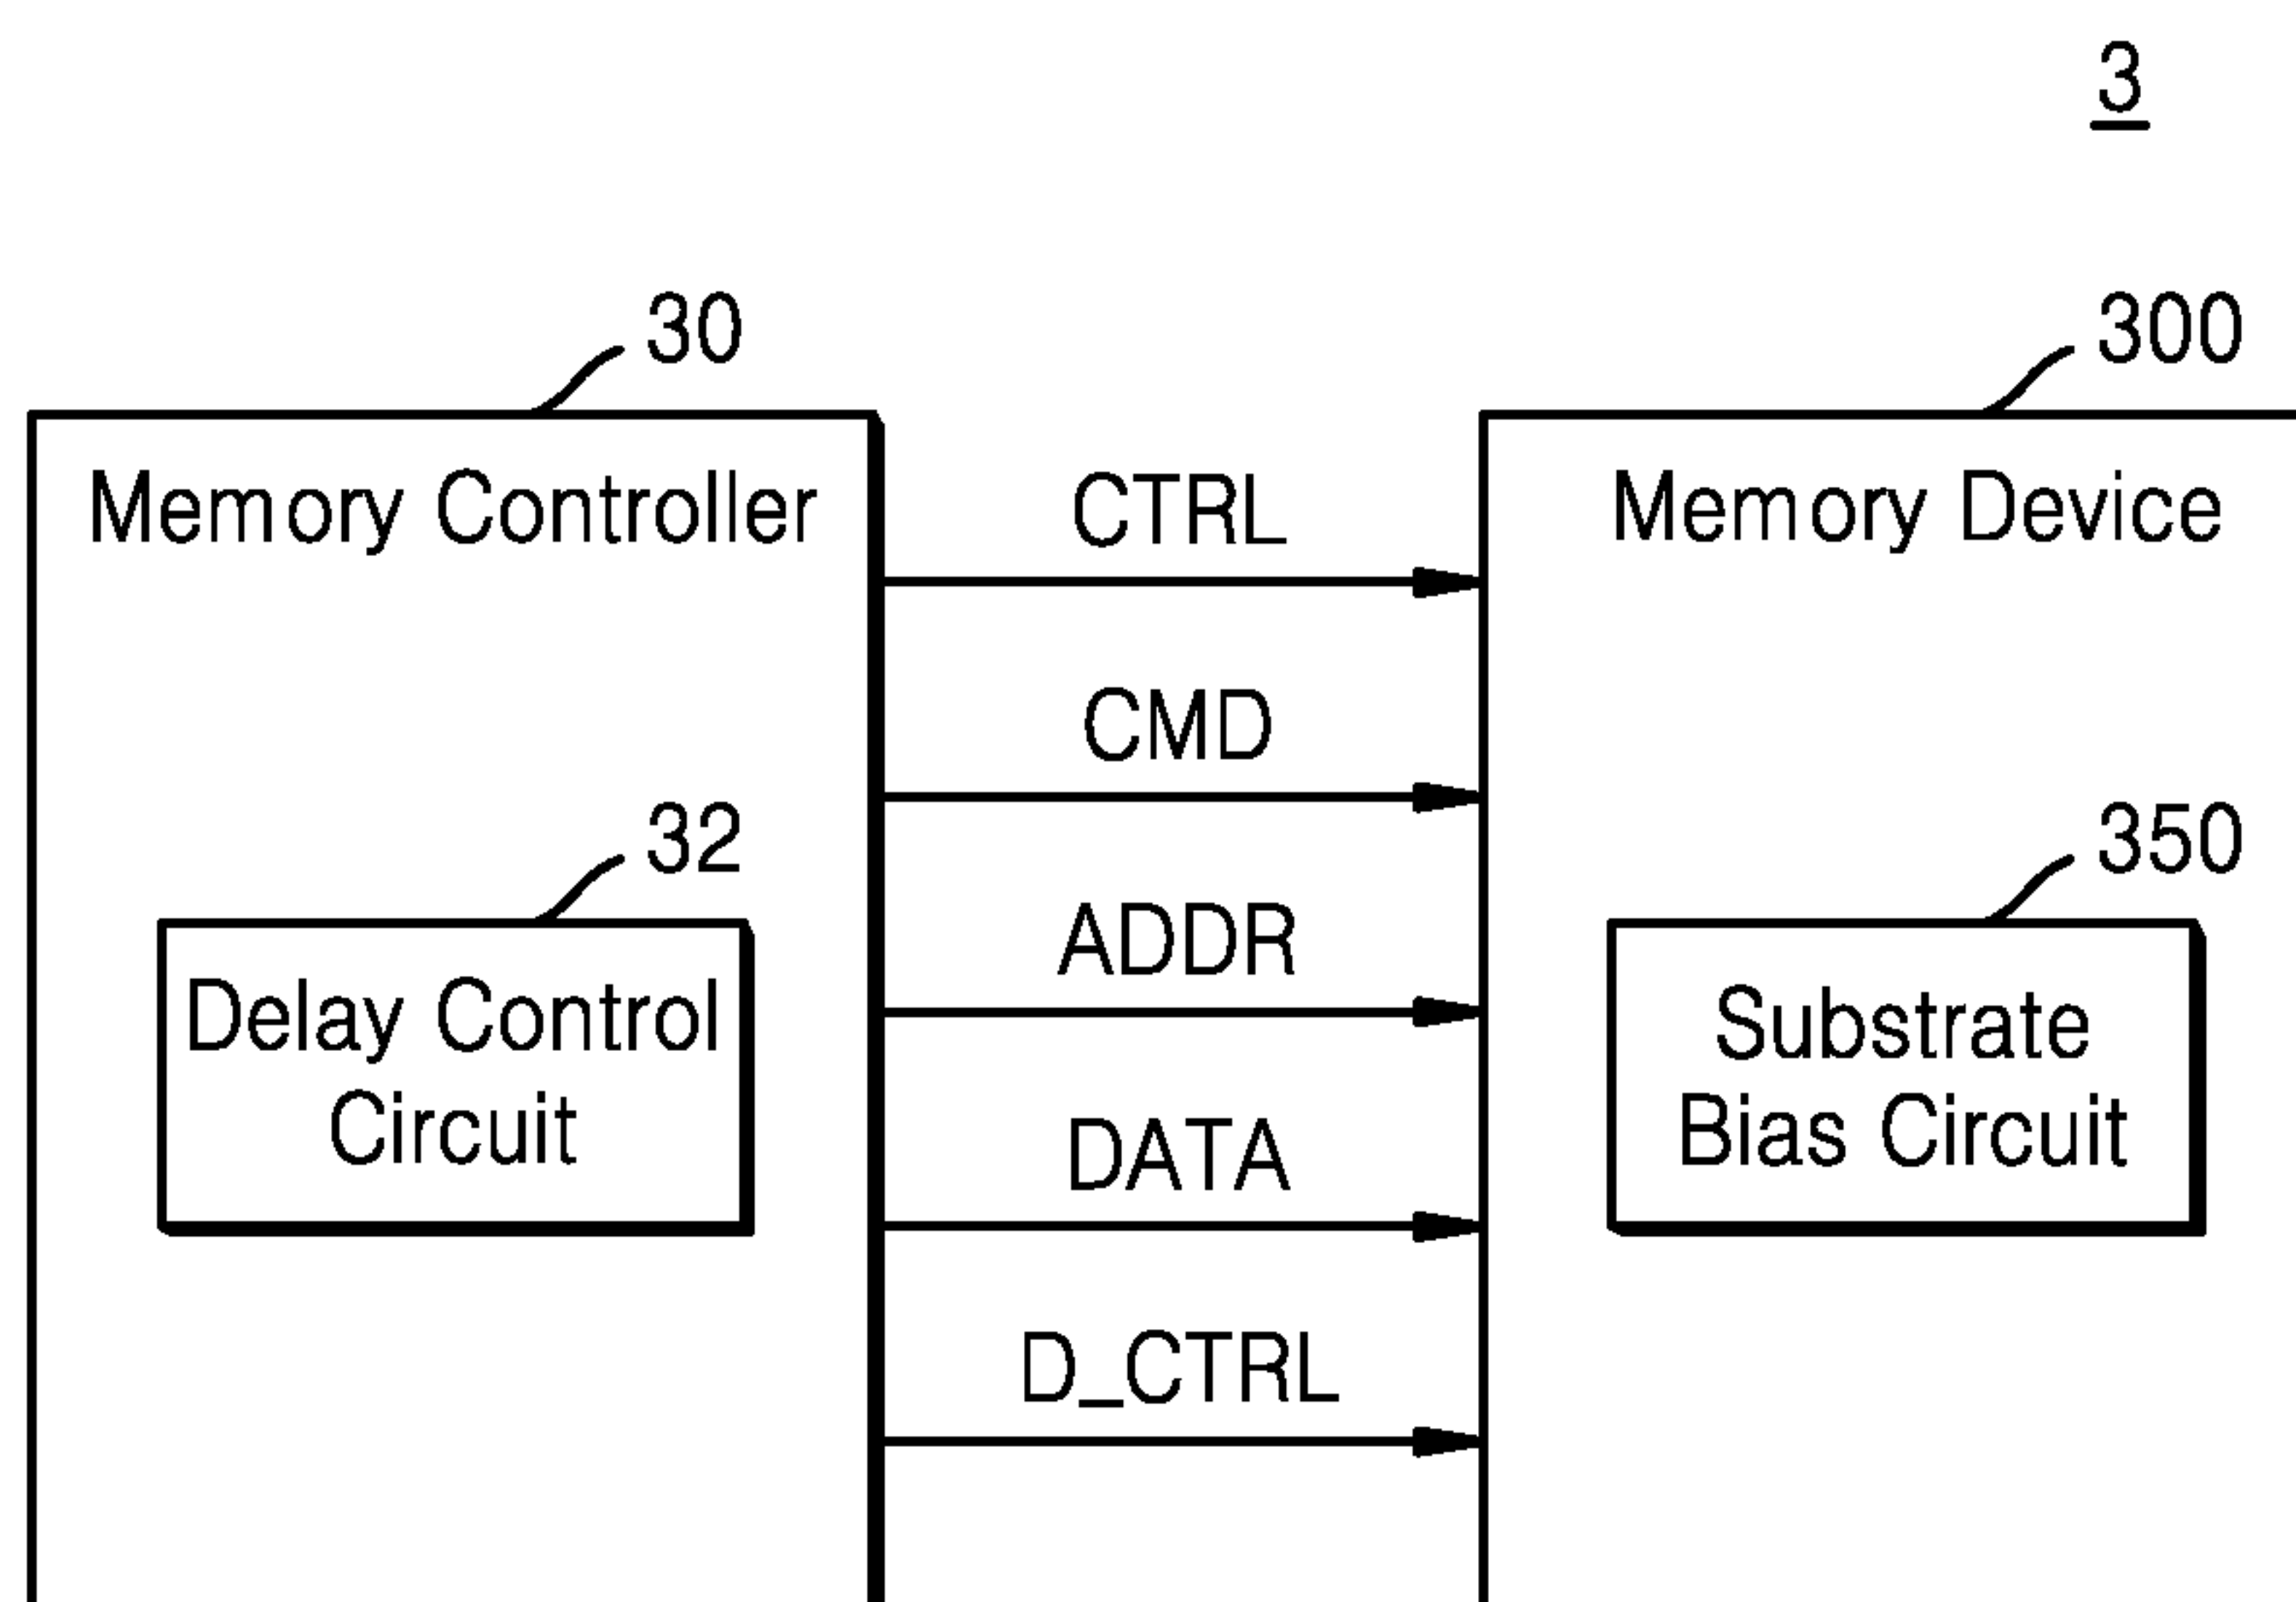 3
30
300
Memory Controller
CTRL
Memory Device
CMD
32
350
ADDR
Delay Control
Circuit
Substrate
Bias Circuit
DATA
D_CTRL